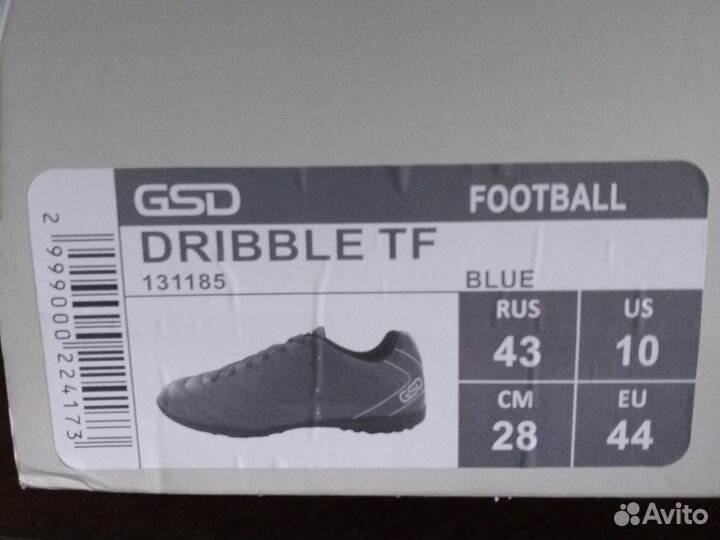 GSD FOOTBALL
DRIBBLE TF
131185 BLUE
RUS US
43 10
CM EU
28 44
GSD
2 999000 224173
Avito